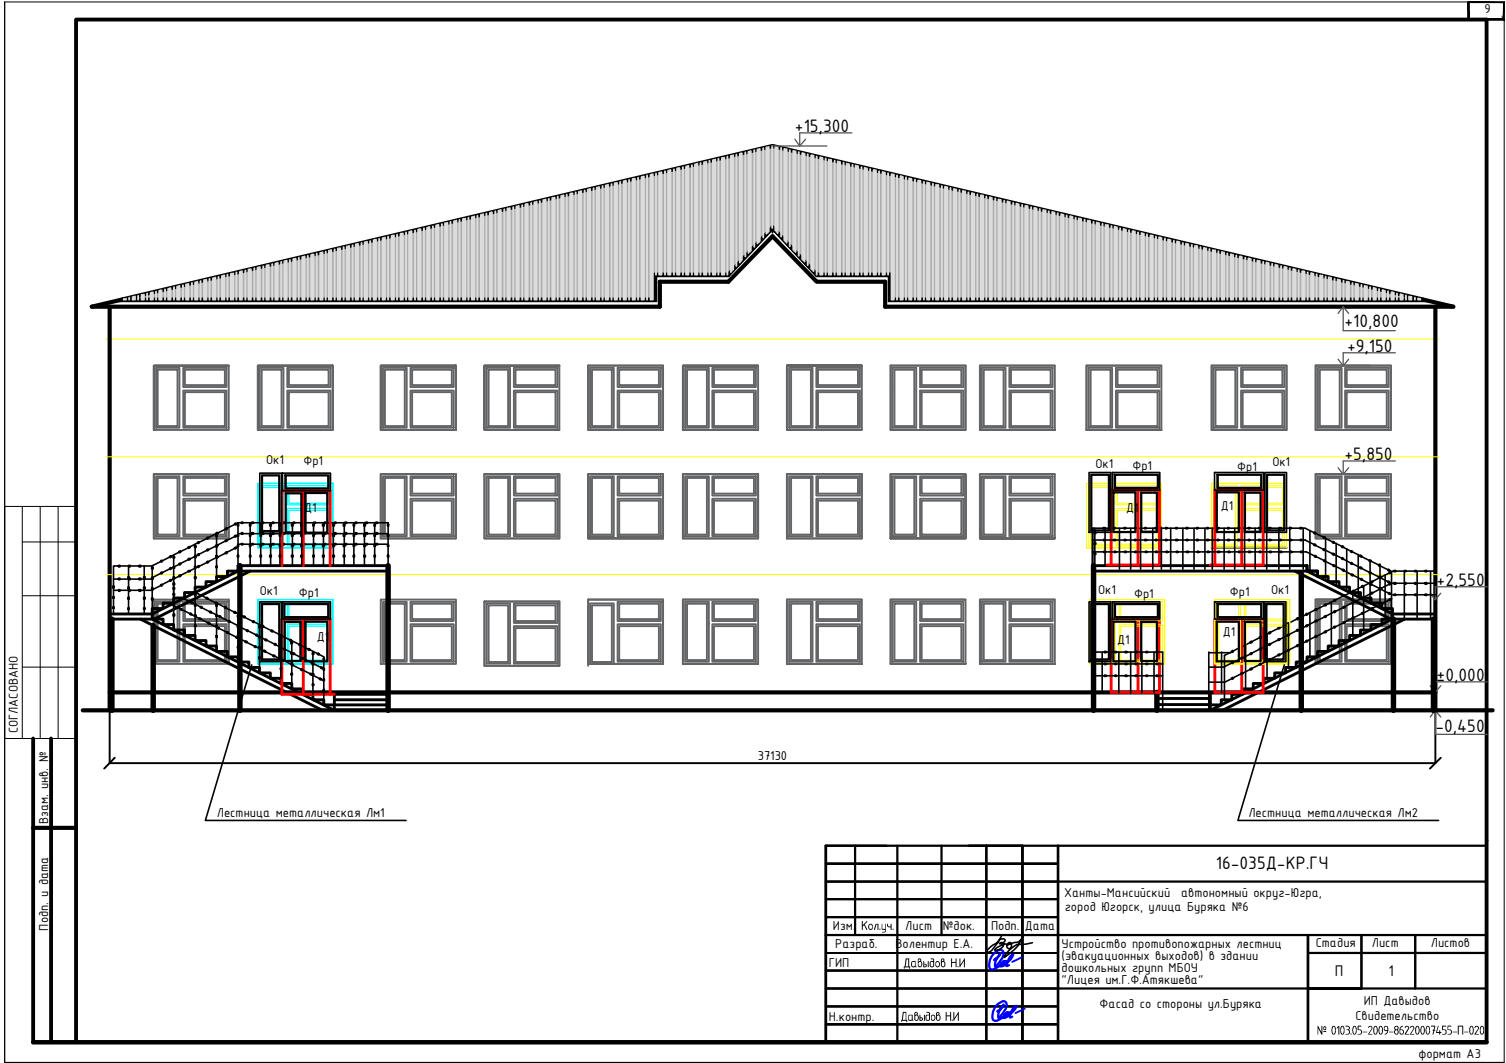 9
+15,300
+10,800
+9,150
+5,850
Ок1 Фр1
Д1
Ок1 Фр1
Д1
Фр1 Ок1
Д1
+2,550
Ок1 Фр1
Д1
Ок1 Фр1
Д1
Фр1 Ок1
Д1
+0,000
-0,450
37130
Лестница металлическая Лм1
Лестница металлическая Лм2
СОГЛАСОВАНО
Взам. инв. №
Подп. и дата
16-035Д-КР.ГЧ
Ханты-Мансийский автономный округ-Югра,
город Югорск, улица Буряка №6
Изм Кол.уч. Лист №док. Подп. Дата
Разраб. Волентир Е.А.
ГИП Давыдов Н.И
Н.контр. Давыдов Н.И
Устройство противопожарных лестниц
(эвакуационных выходов) в здании
дошкольных групп МБОУ
"Лицея им.Г.Ф.Атякшева"
Стадия Лист Листов
П 1
Фасад со стороны ул.Буряка
ИП Давыдов
Свидетельство
№ 0103.05-2009-86220007455-П-020
формат А3